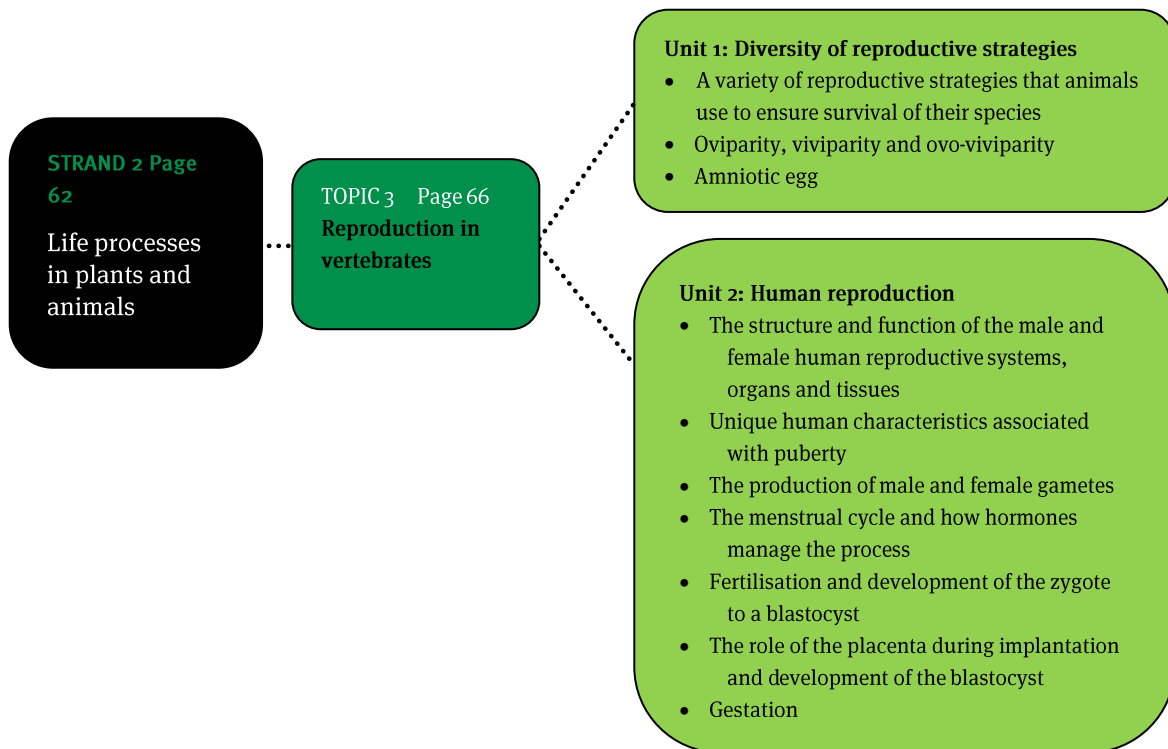 STRAND 2 Page
62
Life processes
in plants and
animals
TOPIC 3 Page 66
Reproduction in
vertebrates
Unit 1: Diversity of reproductive strategies
• A variety of reproductive strategies that animals
use to ensure survival of their species
• Oviparity, viviparity and ovo-viviparity
• Amniotic egg
Unit 2: Human reproduction
• The structure and function of the male and
female human reproductive systems,
organs and tissues
• Unique human characteristics associated
with puberty
• The production of male and female gametes
• The menstrual cycle and how hormones
manage the process
• Fertilisation and development of the zygote
to a blastocyst
• The role of the placenta during implantation
and development of the blastocyst
• Gestation